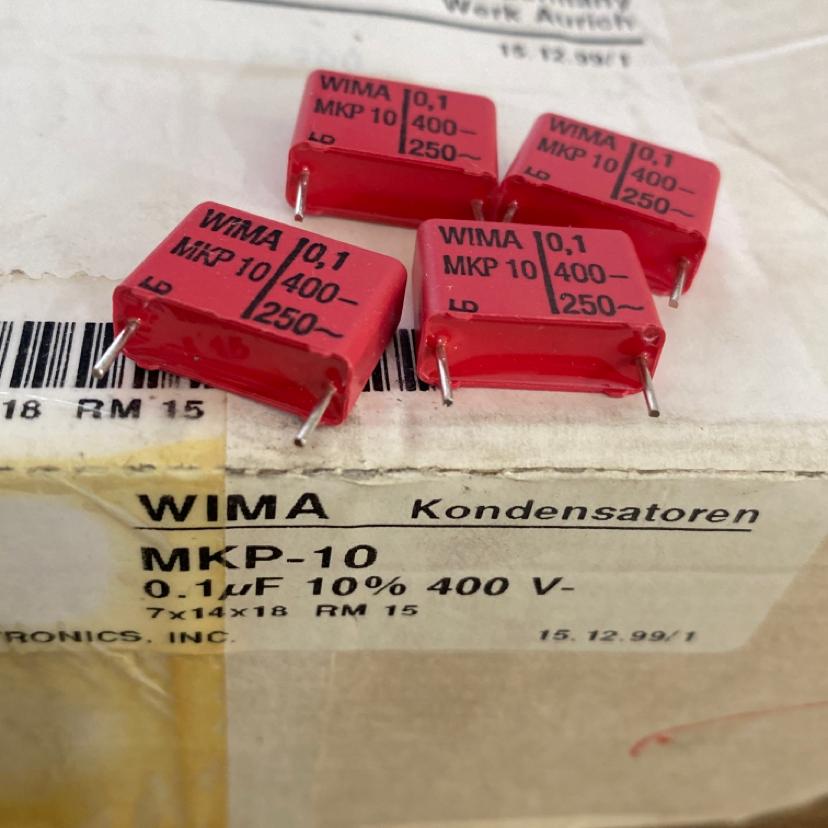 Germany
Werk Aurich
15.12.99/1
WIMA
MKP 10
0,1
400–
250~
WIMA
MKP 10
0,1
400–
250~
WIMA
MKP 10
0,1
400–
250~
WIMA
MKP 10
0,1
400–
250~
18 RM 15
WIMA Kondensatoren
MKP-10
0.1µF 10% 400 V-
7x14x18 RM 15
TRONICS, INC.
15.12.99/1